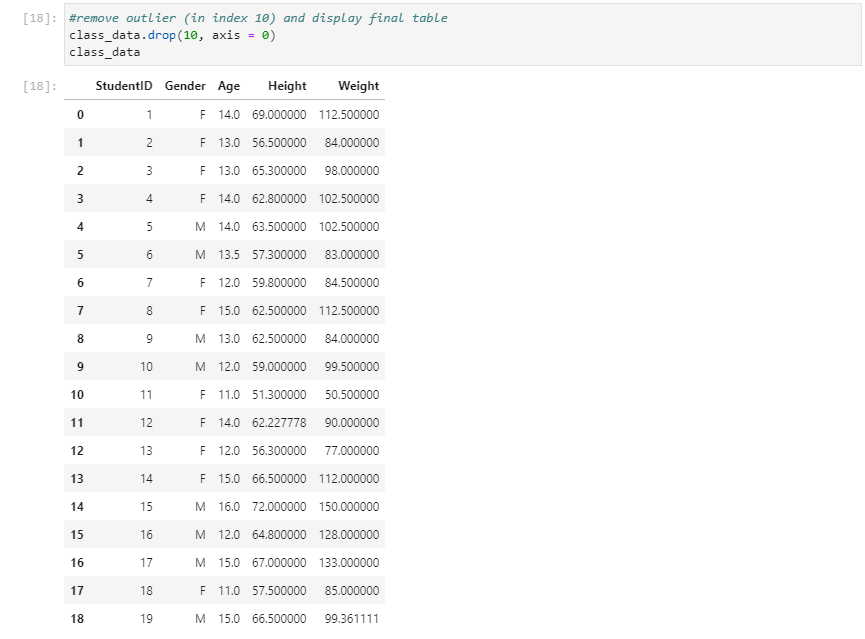 [18]: #remove outlier (in index 10) and display final table
class_data.drop(10, axis = 0)
class_data
[18]: StudentID Gender Age Height Weight
0 1 F 14.0 69.000000 112.500000
1 2 F 13.0 56.500000 84.000000
2 3 F 13.0 65.300000 98.000000
3 4 F 14.0 62.800000 102.500000
4 5 M 14.0 63.500000 102.500000
5 6 M 13.5 57.300000 83.000000
6 7 F 12.0 59.800000 84.500000
7 8 F 15.0 62.500000 112.500000
8 9 M 13.0 62.500000 84.000000
9 10 M 12.0 59.000000 99.500000
10 11 F 11.0 51.300000 50.500000
11 12 F 14.0 62.227778 90.000000
12 13 F 12.0 56.300000 77.000000
13 14 F 15.0 66.500000 112.000000
14 15 M 16.0 72.000000 150.000000
15 16 M 12.0 64.800000 128.000000
16 17 M 15.0 67.000000 133.000000
17 18 F 11.0 57.500000 85.000000
18 19 M 15.0 66.500000 99.361111